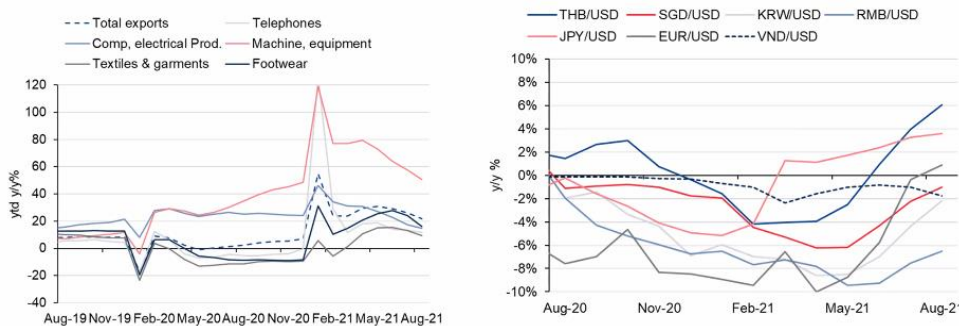 Total exports
Telephones
Comp, electrical Prod.
Machine, equipment
Textiles & garments
Footwear
ytd y/y%
120
100
80
60
40
20
0
-20
-40
Aug-19 Nov-19 Feb-20 May-20 Aug-20 Nov-20 Feb-21 May-21 Aug-21
THB/USD
SGD/USD
KRW/USD
RMB/USD
JPY/USD
EUR/USD
VND/USD
y/y %
10%
8%
6%
4%
2%
0%
-2%
-4%
-6%
-8%
-10%
Aug-20 Nov-20 Feb-21 May-21 Aug-21